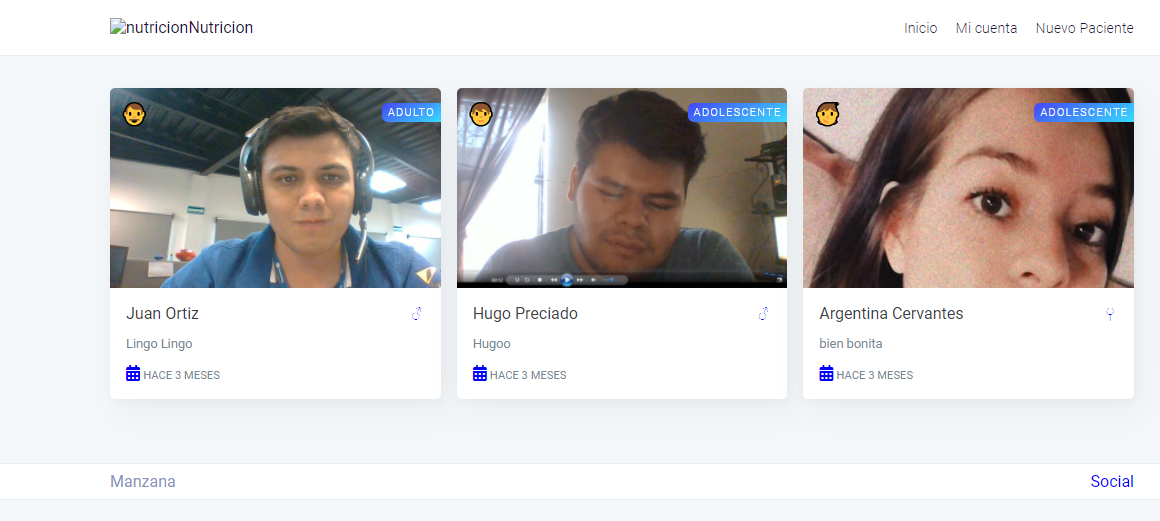 nutricionNutricion
Inicio Mi cuenta Nuevo Paciente
ADULTO
ADOLESCENTE
ADOLESCENTE
Juan Ortiz
Lingo Lingo
HACE 3 MESES
Hugo Preciado
Hugoo
HACE 3 MESES
Argentina Cervantes
bien bonita
HACE 3 MESES
Manzana
Social